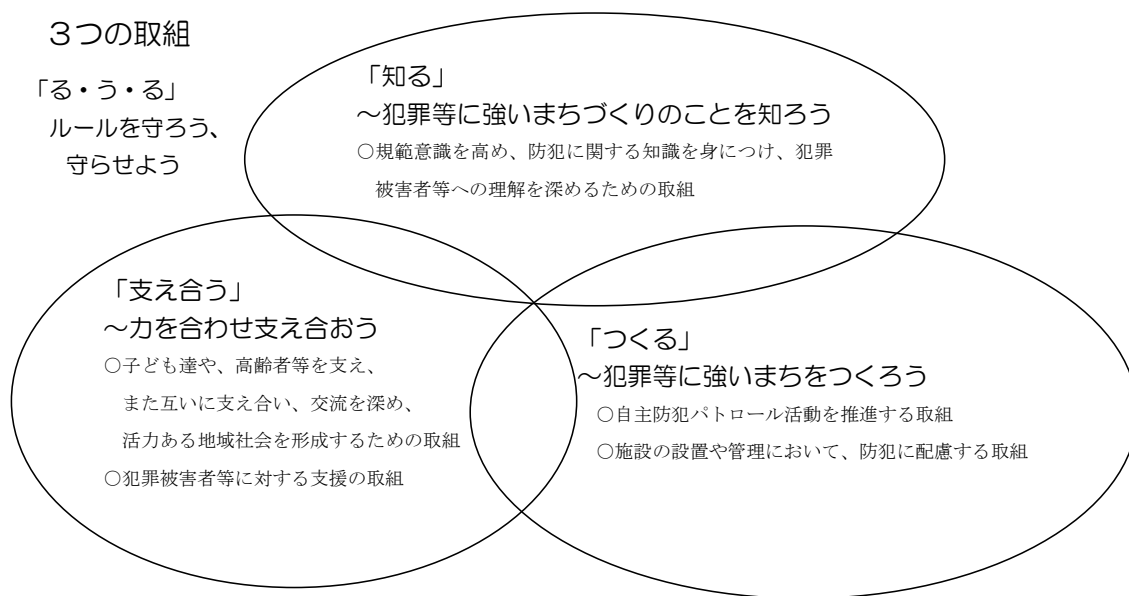 ３つの取組
「る・う・る」
ルールを守ろう、
守らせよう
「知る」
～犯罪等に強いまちづくりのことを知ろう
○規範意識を高め、防犯に関する知識を身につけ、犯罪
被害者等への理解を深めるための取組
「支え合う」
～力を合わせ支え合おう
○子ども達や、高齢者等を支え、
また互いに支え合い、交流を深め、
活力ある地域社会を形成するための取組
○犯罪被害者等に対する支援の取組
「つくる」
～犯罪等に強いまちをつくろう
○自主防犯パトロール活動を推進する取組
○施設の設置や管理において、防犯に配慮する取組